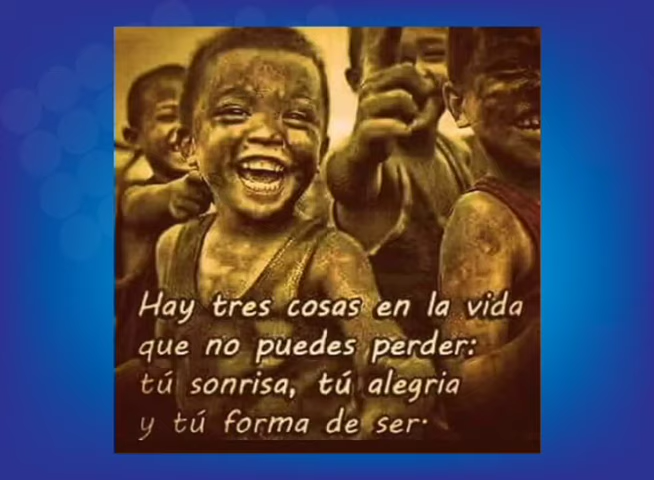 Hay tres cosas en la vida
que no puedes perder:
tú sonrisa, tú alegria
y tú forma de ser.